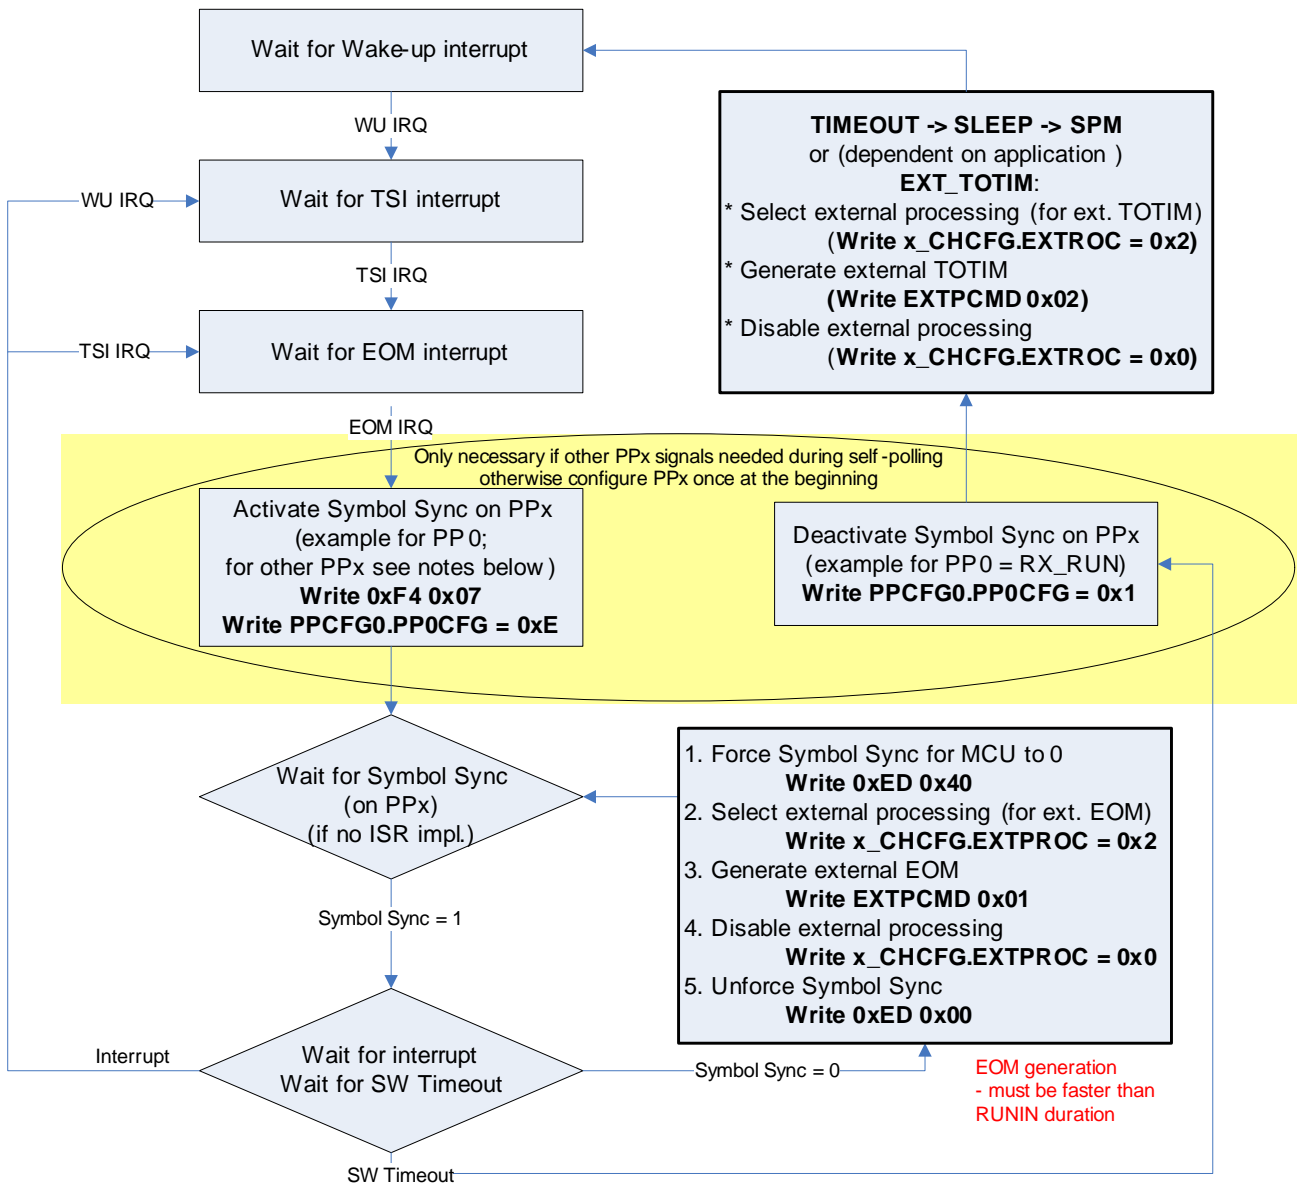 Wait for Wake-up interrupt
WU IRQ
Wait for TSI interrupt
WU IRQ
TSI IRQ
Wait for EOM interrupt
TSI IRQ
EOM IRQ
TIMEOUT -> SLEEP -> SPM
or (dependent on application )
EXT_TOTIM:
* Select external processing (for ext. TOTIM)
(Write x_CHCFG.EXTROC = 0x2)
* Generate external TOTIM
(Write EXTPCMD 0x02)
* Disable external processing
(Write x_CHCFG.EXTROC = 0x0)
Only necessary if other PPx signals needed during self -polling
otherwise configure PPx once at the beginning
Activate Symbol Sync on PPx
(example for PP0;
for other PPx see notes below)
Write 0xF4 0x07
Write PPCFG0.PP0CFG = 0xE
Deactivate Symbol Sync on PPx
(example for PP0 = RX_RUN)
Write PPCFG0.PP0CFG = 0x1
Wait for Symbol Sync
(on PPx)
(if no ISR impl.)
1. Force Symbol Sync for MCU to 0
Write 0xED 0x40
2. Select external processing (for ext. EOM)
Write x_CHCFG.EXTPROC = 0x2
3. Generate external EOM
Write EXTPCMD 0x01
4. Disable external processing
Write x_CHCFG.EXTPROC = 0x0
5. Unforce Symbol Sync
Write 0xED 0x00
Symbol Sync = 1
Wait for interrupt
Wait for SW Timeout
Interrupt
Symbol Sync = 0
EOM generation
- must be faster than
RUNIN duration
SW Timeout